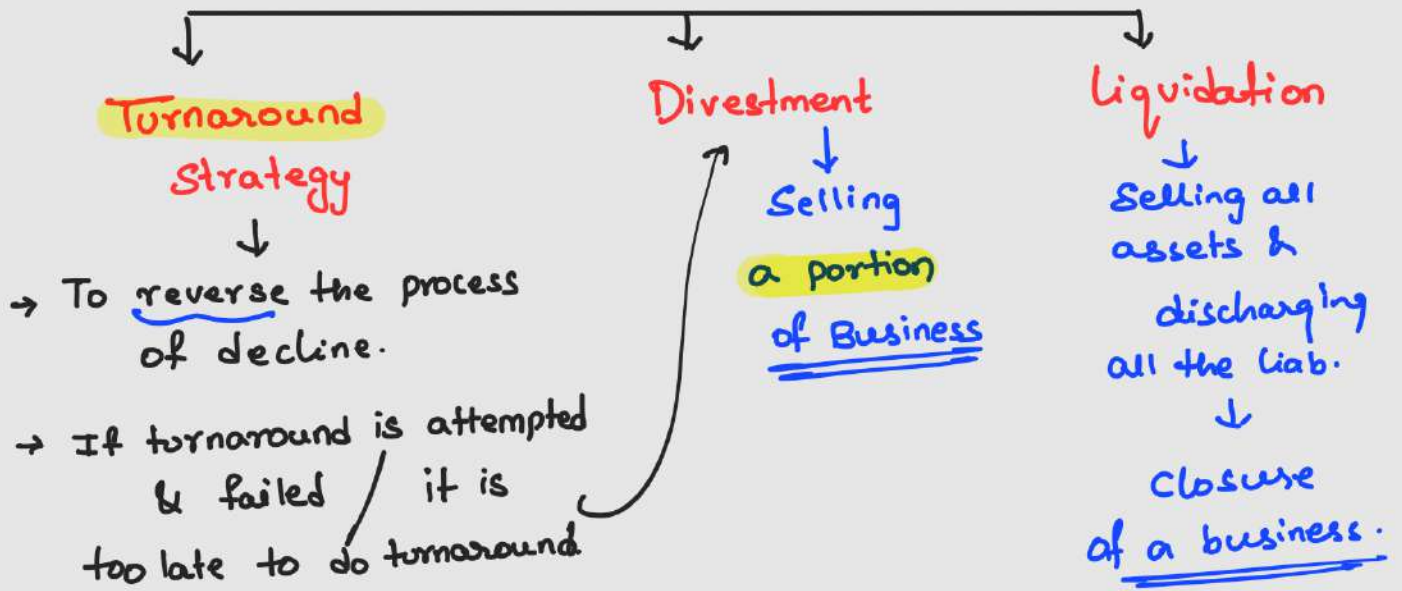 Turnaround
Strategy
→ To reverse the process
of decline.
→ If turnaround is attempted
& failed / it is
too late to do turnaround
Divestment
Selling
a portion
of Business
Liquidation
Selling all
assets &
discharging
all the liab.
Closure
of a business.